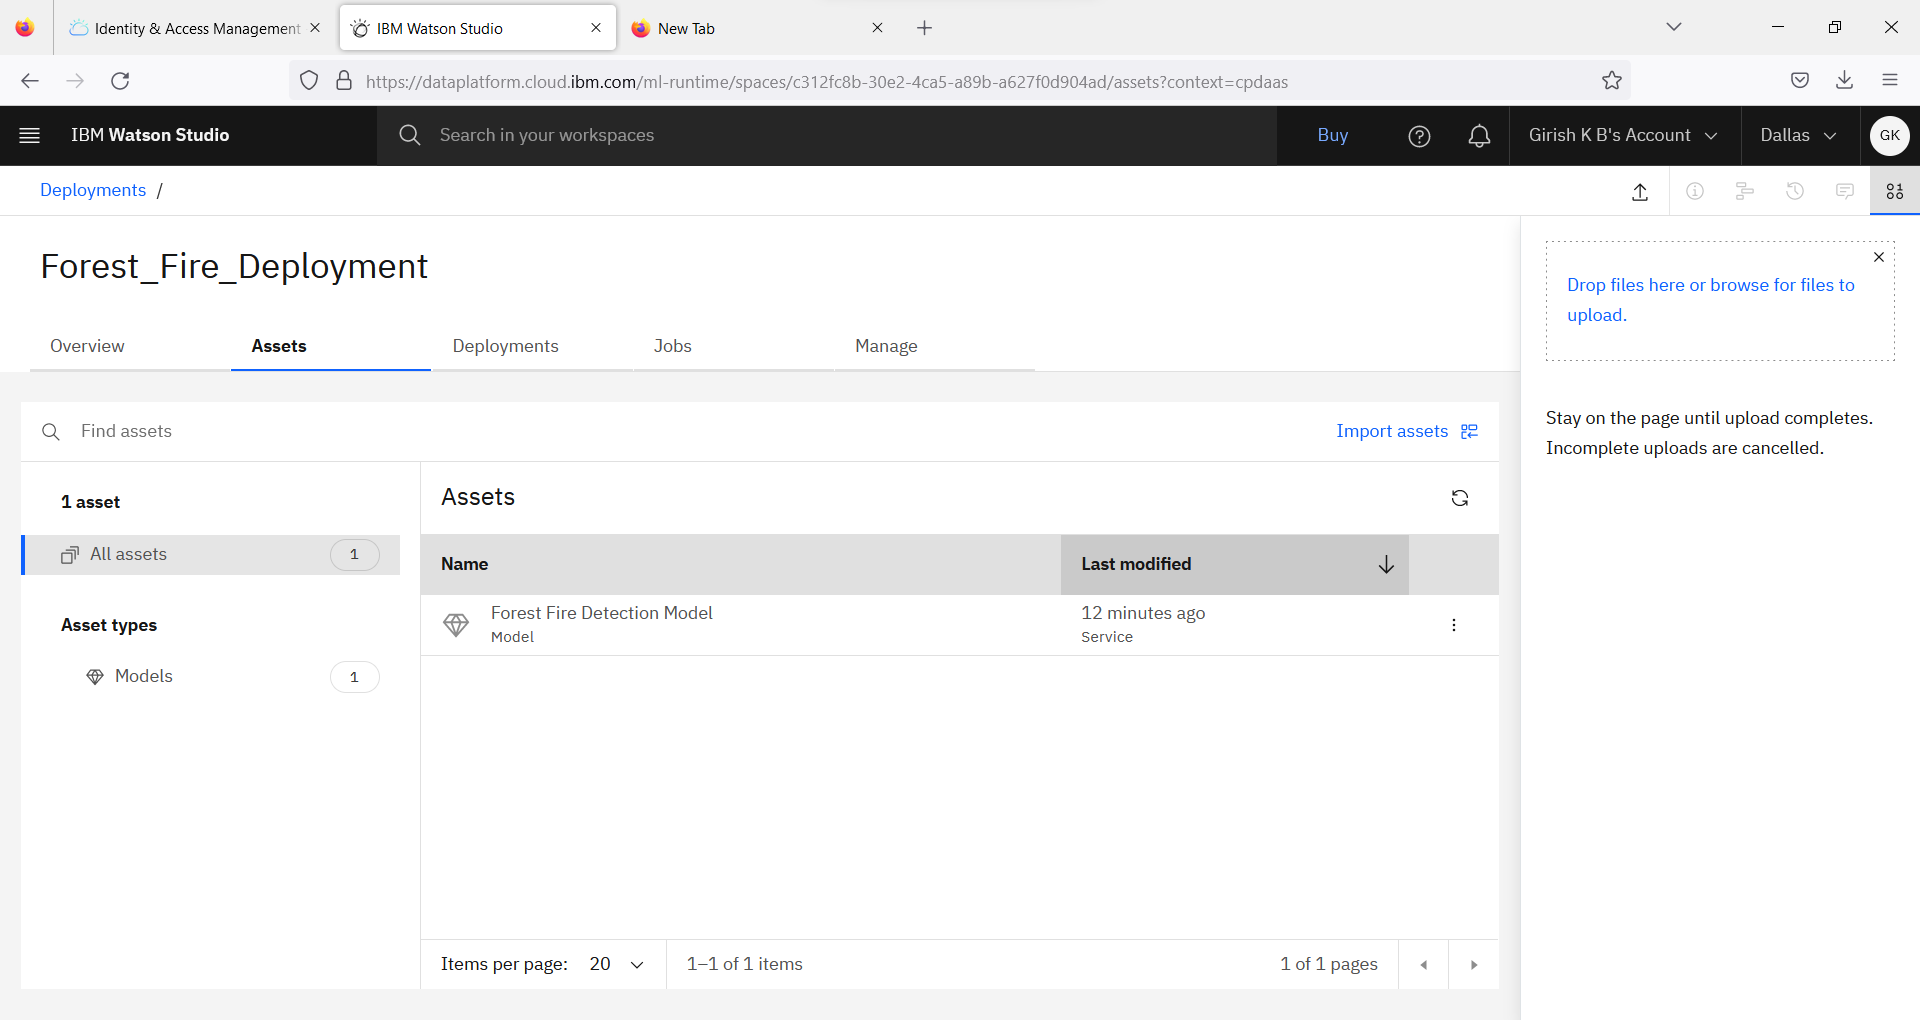 Identity & Access Management
IBM Watson Studio
New Tab
https://dataplatform.cloud.ibm.com/ml-runtime/spaces/c312fc8b-30e2-4ca5-a89b-a627f0d904ad/assets?context=cpdaas
IBM Watson Studio
Search in your workspaces
Buy
Girish K B's Account
Dallas
GK
Deployments /
Forest_Fire_Deployment
Overview
Assets
Deployments
Jobs
Manage
Drop files here or browse for files to
upload.
Stay on the page until upload completes.
Incomplete uploads are cancelled.
Find assets
Import assets
1 asset
All assets
1
Asset types
Models
1
Assets
Name
Last modified
Forest Fire Detection Model
Model
12 minutes ago
Service
Items per page: 20
1–1 of 1 items
1 of 1 pages